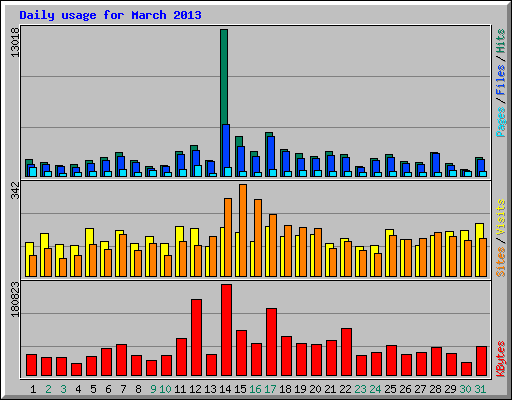 Daily usage for March 2013
13018
Pages / Files / Hits
342
Sites / Visits
180823
KBytes
1 2 3 4 5 6 7 8 9 10 11 12 13 14 15 16 17 18 19 20 21 22 23 24 25 26 27 28 29 30 31